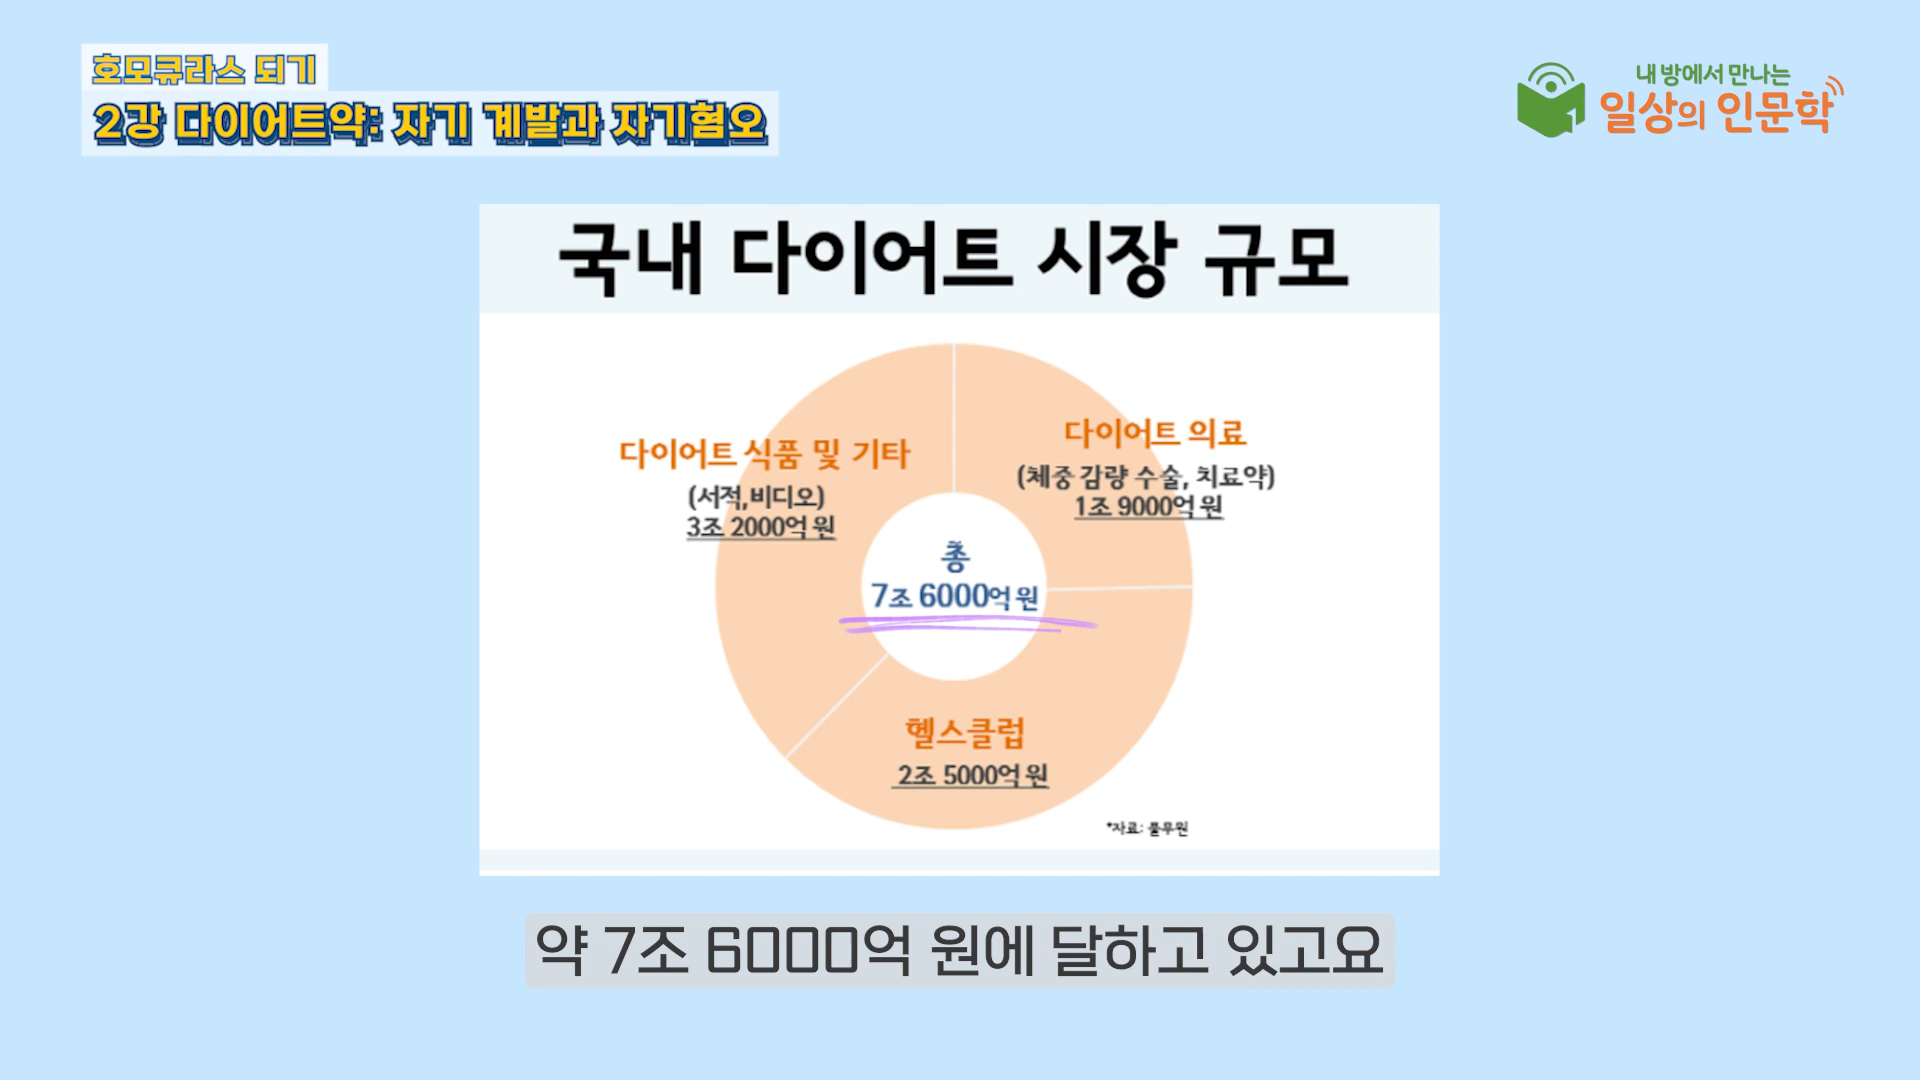 호모큐라스 되기
2강 다이어트약: 자기 계발과 자기혐오
내 방에서 만나는
일상의 인문학
국내 다이어트 시장 규모
다이어트 식품 및 기타
(서적,비디오)
3조 2000억 원
다이어트 의료
(체중 감량 수술, 치료약)
1조 9000억 원
총
7조 6000억 원
헬스클럽
2조 5000억 원
*자료: 풀무원
약 7조 6000억 원에 달하고 있고요